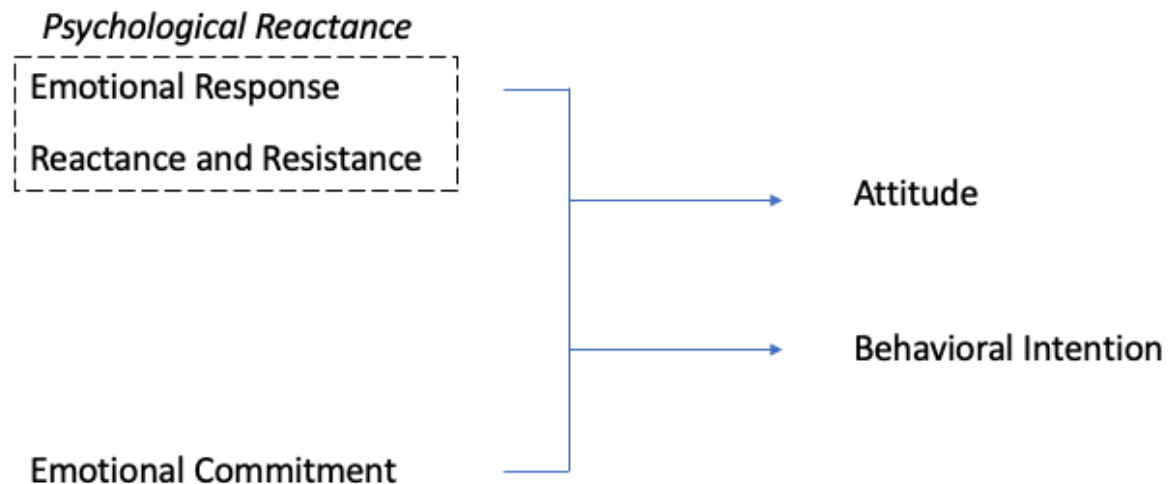 Psychological Reactance
Emotional Response
Reactance and Resistance
Attitude
Behavioral Intention
Emotional Commitment